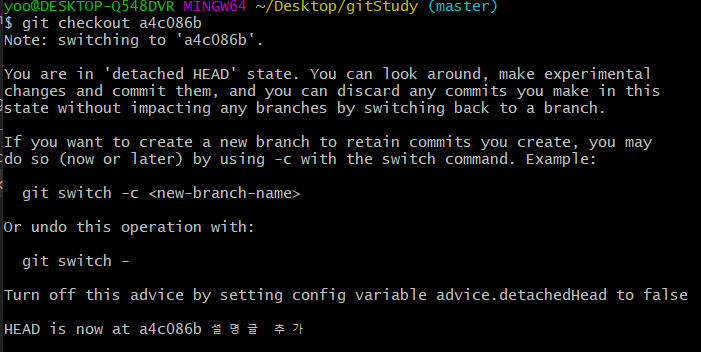 yoo@DESKTOP-Q548DVR MINGW64 ~/Desktop/gitStudy (master)
$ git checkout a4c086b
Note: switching to 'a4c086b'.
You are in 'detached HEAD' state. You can look around, make experimental
changes and commit them, and you can discard any commits you make in this
state without impacting any branches by switching back to a branch.
If you want to create a new branch to retain commits you create, you may
do so (now or later) by using -c with the switch command. Example:
git switch -c <new-branch-name>
Or undo this operation with:
git switch -
Turn off this advice by setting config variable advice.detachedHead to false
HEAD is now at a4c086b 설명글 추가